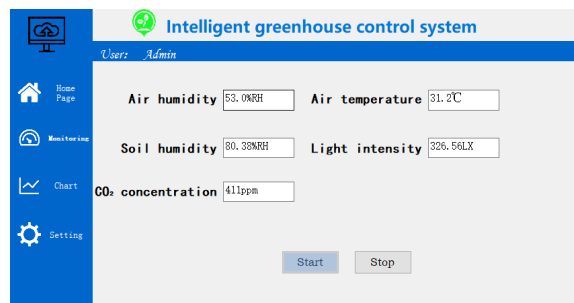 Intelligent greenhouse control system
User: Admin
Home
Page
Air humidity 53.0%RH Air temperature 31.2℃
Monitoring
Soil humidity 80.38%RH Light intensity 326.56LX
Chart
CO₂ concentration 411ppm
Setting
Start Stop